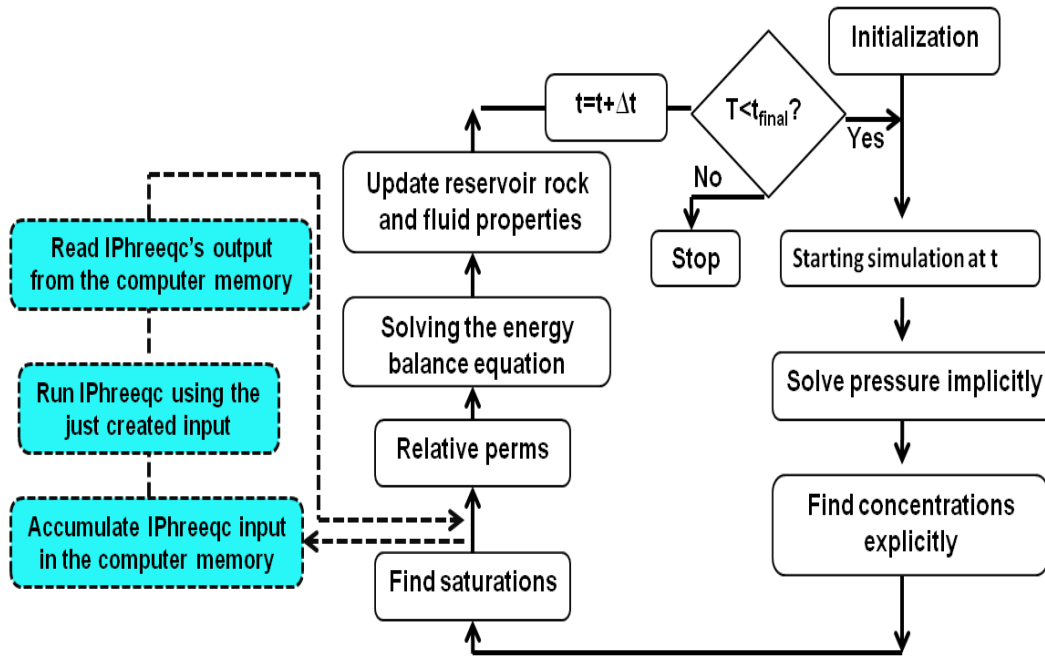 Initialization
t=t+Δt
T<tfinal?
Yes
No
Stop
Starting simulation at t
Solve pressure implicitly
Find concentrations
explicitly
Find saturations
Relative perms
Solving the energy
balance equation
Update reservoir rock
and fluid properties
Read IPhreeqc's output
from the computer memory
Run IPhreeqc using the
just created input
Accumulate IPhreeqc input
in the computer memory